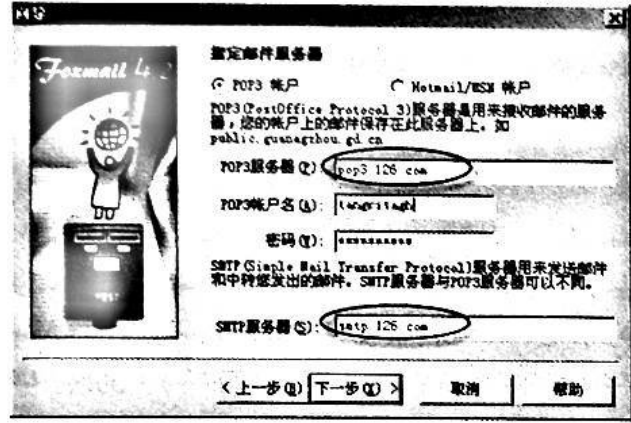 向导
Foxmail 4.2
指定邮件服务器
POP3 帐户
Hotmail/MSN 帐户
POP3(PostOffice Protocol 3)服务器是用来接收邮件的服务
器，您的帐户上的邮件保存在此服务器上。如
public.guangzhou.gd.cn
POP3服务器(P): pop3.126.com
POP3帐户名(A):
密码(W): **********
SMTP(Simple Mail Transfer Protocol)服务器用来发送邮件
和中转您发出的邮件。SMTP服务器与POP3服务器可以不同。
SMTP服务器(S): smtp.126.com
< 上一步(B)
下一步(N) >
取消
帮助